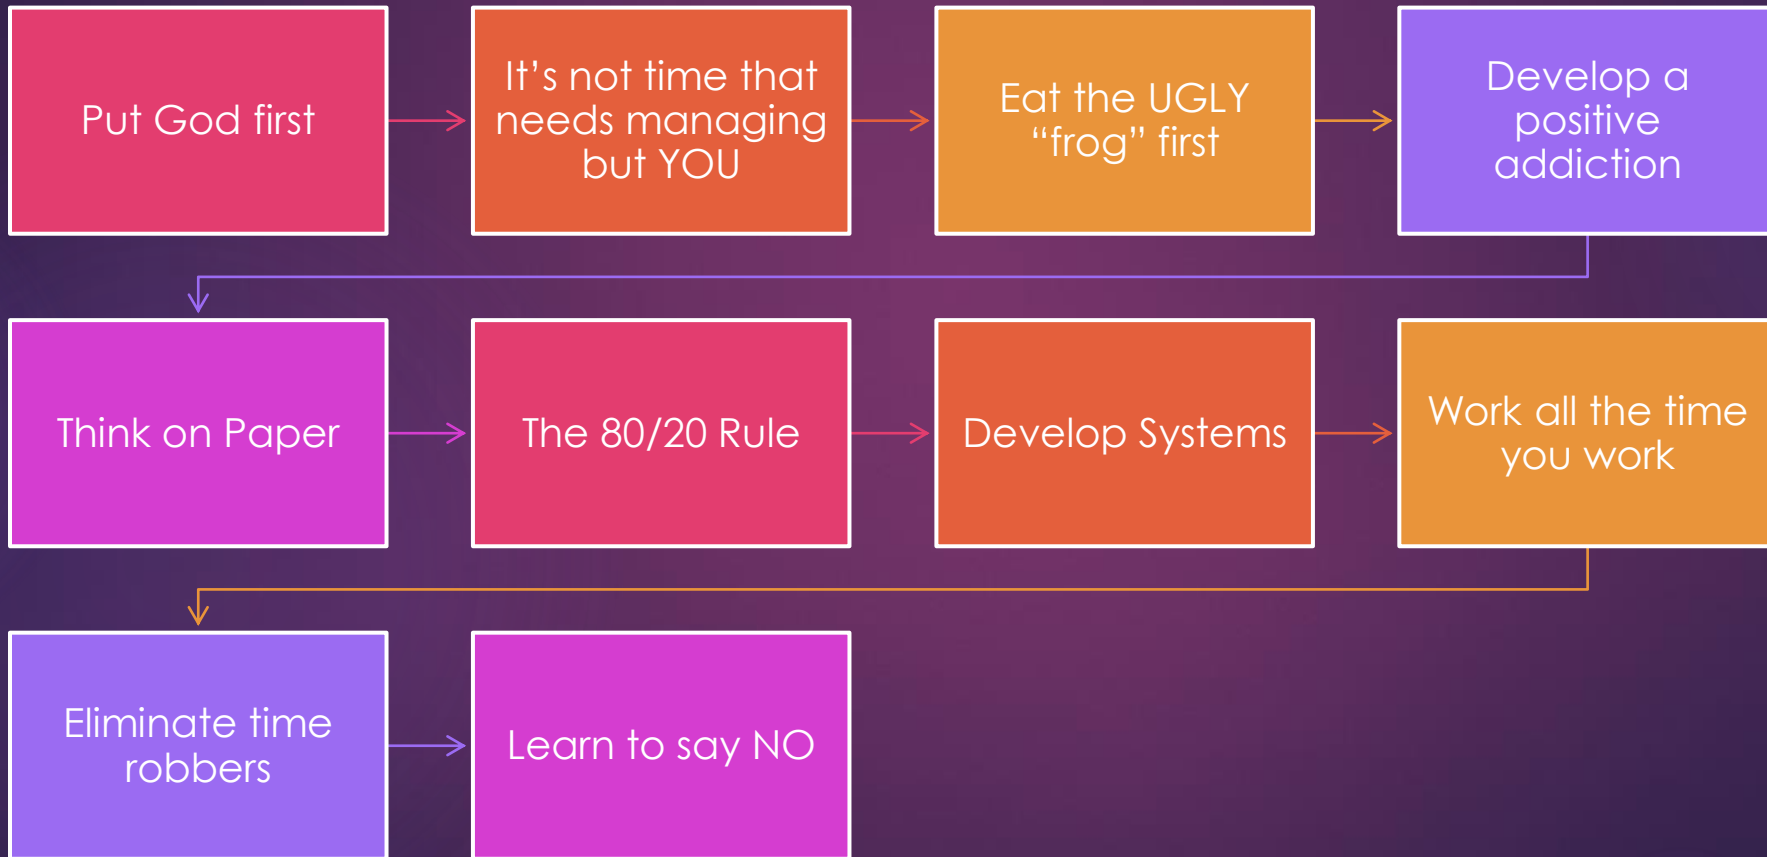 Put God first
It’s not time that
needs managing
but YOU
Eat the UGLY
“frog” first
Develop a
positive
addiction
Think on Paper
The 80/20 Rule
Develop Systems
Work all the time
you work
Eliminate time
robbers
Learn to say NO